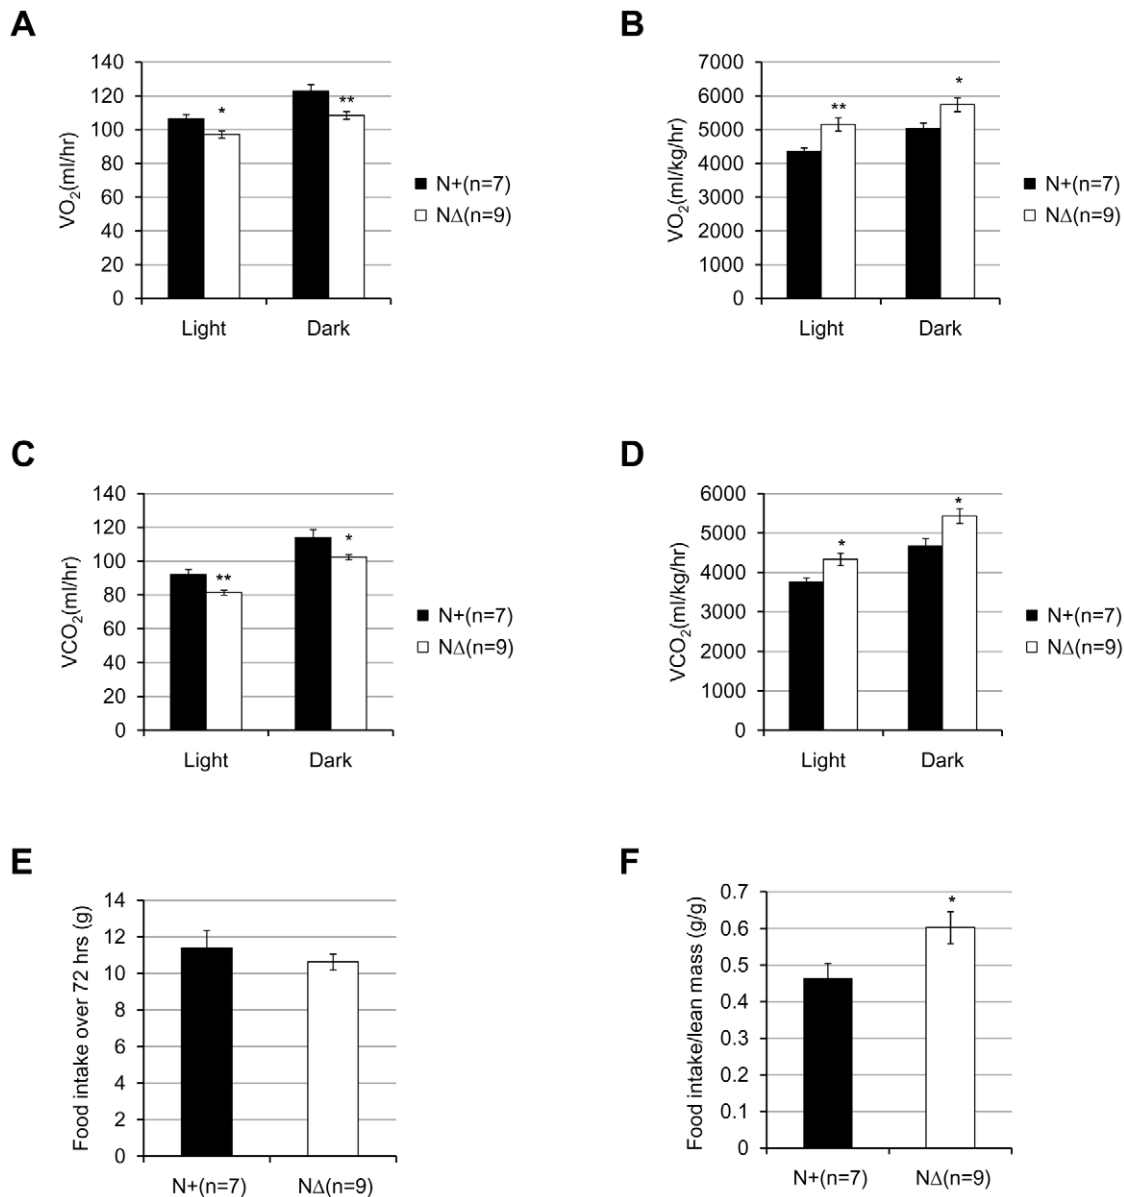 A
VO2(ml/hr)
140
120
100
80
60
40
20
0
*
**
Light
Dark
N+(n=7)
NΔ(n=9)
B
VO2(ml/kg/hr)
7000
6000
5000
4000
3000
2000
1000
0
**
*
Light
Dark
N+(n=7)
NΔ(n=9)
C
VCO2(ml/hr)
140
120
100
80
60
40
20
0
**
*
Light
Dark
N+(n=7)
NΔ(n=9)
D
VCO2(ml/kg/hr)
6000
5000
4000
3000
2000
1000
0
*
*
Light
Dark
N+(n=7)
NΔ(n=9)
E
Food intake over 72 hrs (g)
14
12
10
8
6
4
2
0
N+(n=7)
NΔ(n=9)
F
Food intake/lean mass (g/g)
0.7
0.6
0.5
0.4
0.3
0.2
0.1
0
*
N+(n=7)
NΔ(n=9)